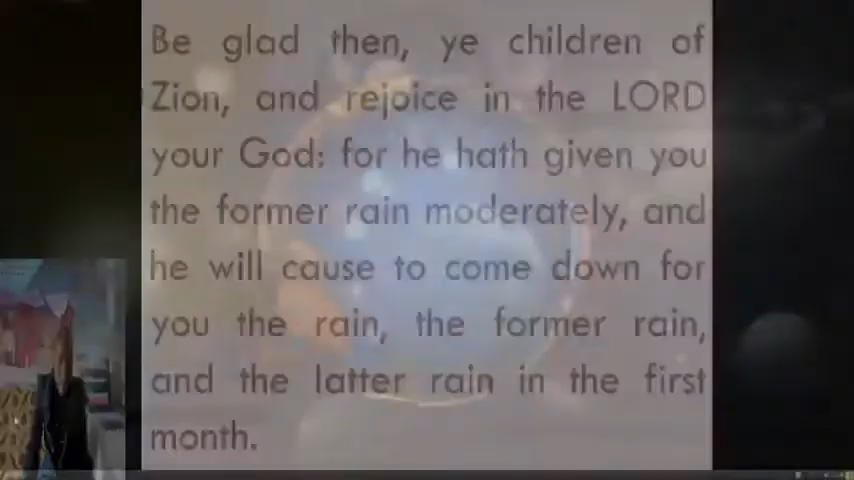 Be glad then, ye children of
Zion, and rejoice in the LORD
your God: for he hath given you
the former rain moderately, and
he will cause to come down for
you the rain, the former rain,
and the latter rain in the first
month.